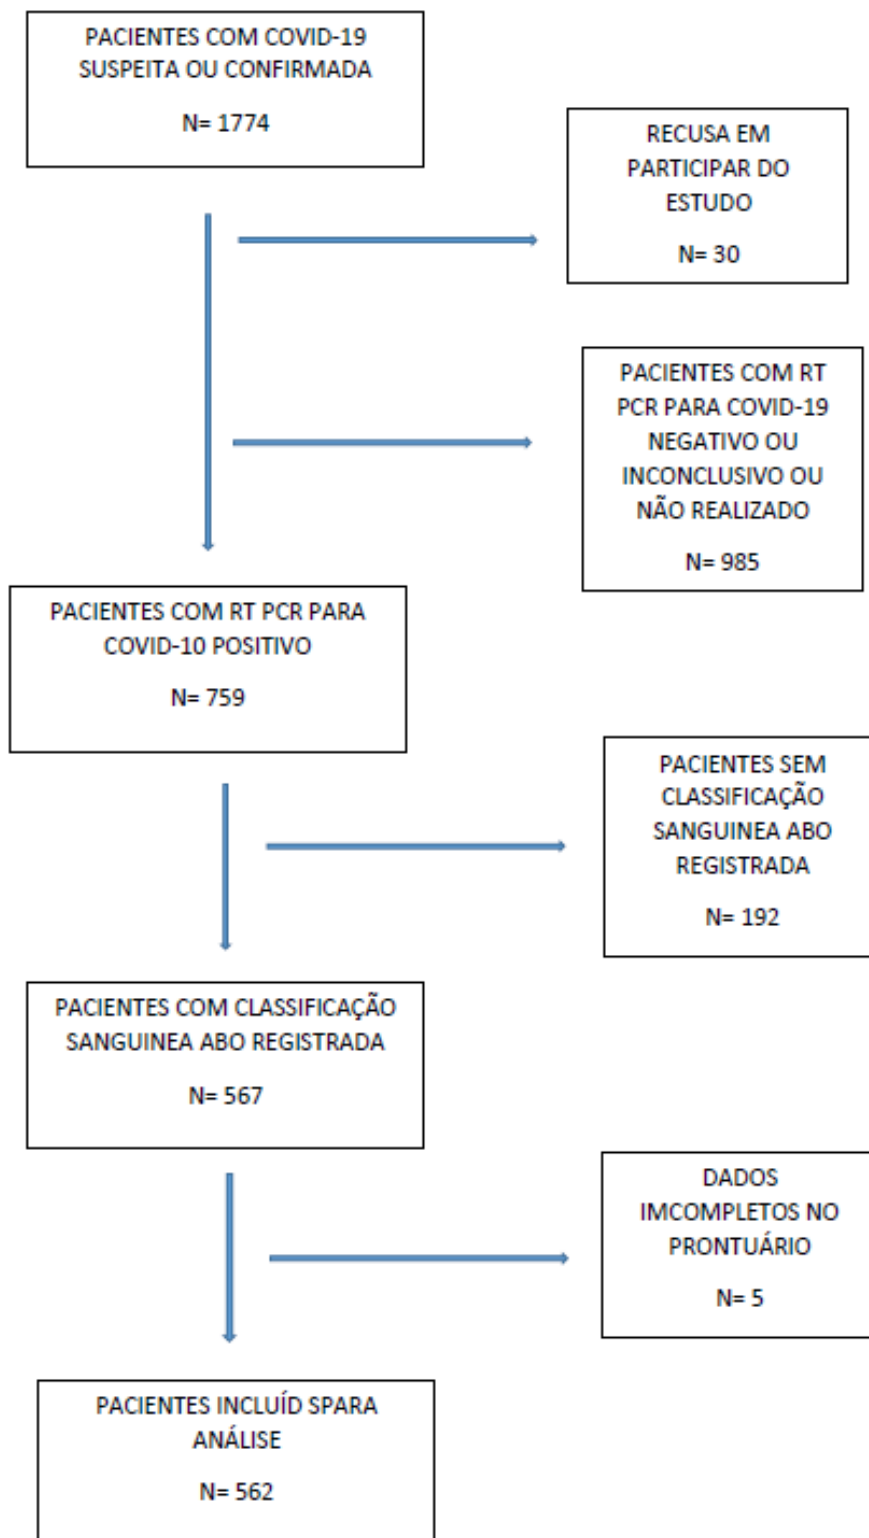 PACIENTES COM COVID-19
SUSPEITA OU CONFIRMADA
N= 1774
RECUSA EM
PARTICIPAR DO
ESTUDO
N= 30
PACIENTES COM RT
PCR PARA COVID-19
NEGATIVO OU
INCONCLUSIVO OU
NÃO REALIZADO
N= 985
PACIENTES COM RT PCR PARA
COVID-10 POSITIVO
N= 759
PACIENTES SEM
CLASSIFICAÇÃO
SANGUINEA ABO
REGISTRADA
N= 192
PACIENTES COM CLASSIFICAÇÃO
SANGUINEA ABO REGISTRADA
N= 567
DADOS
IMCOMPLETOS NO
PRONTUÁRIO
N= 5
PACIENTES INCLUÍD SPARA
ANÁLISE
N= 562